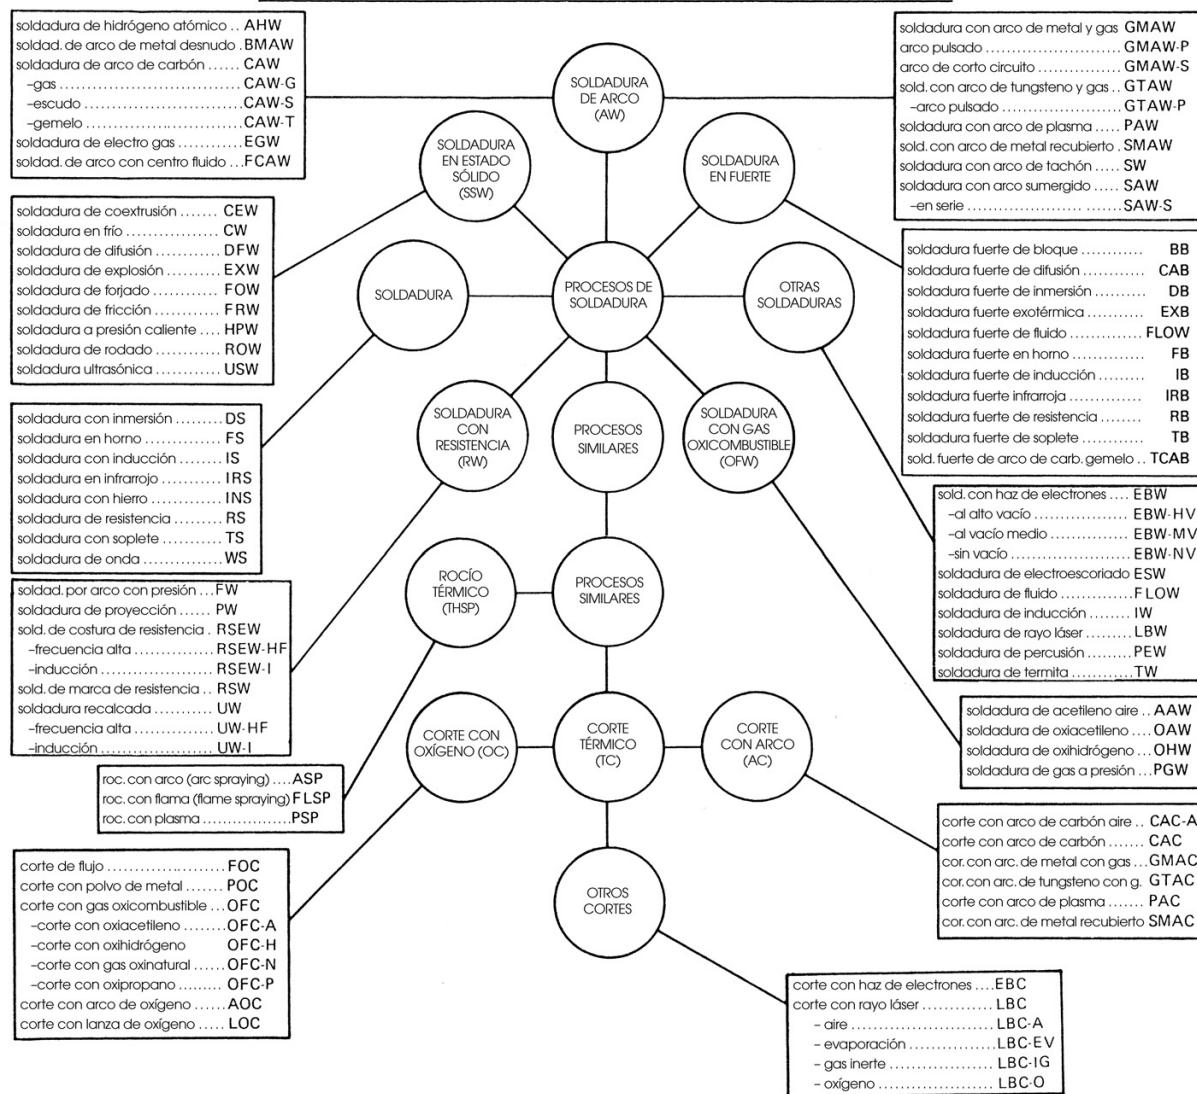 soldadura de hidrógeno atómico .. AHW
soldad. de arco de metal desnudo . BMAW
soldadura de arco de carbón ...... CAW
–gas ........................ CAW-G
–escudo ..................... CAW-S
–gemelo ..................... CAW-T
soldadura de electro gas ......... EGW
soldad. de arco con centro fluido ... FCAW
SOLDADURA
DE ARCO
(AW)
soldadura con arco de metal y gas GMAW
arco pulsado .................. GMAW-P
arco de corto circuito ........... GMAW-S
sold. con arco de tungsteno y gas .. GTAW
–arco pulsado ................ GTAW-P
soldadura con arco de plasma ..... PAW
sold. con arco de metal recubierto . SMAW
soldadura con arco de tachón ... SW
soldadura con arco sumergido ..... SAW
–en serie ........................ SAW-S
SOLDADURA
EN ESTADO
SÓLIDO
(SSW)
SOLDADURA
EN FUERTE
soldadura de coextrusión ....... CEW
soldadura en frío ................ CW
soldadura de difusión .......... DFW
soldadura de explosión ......... EXW
soldadura de forjado ........... FOW
soldadura de fricción ........... FRW
soldadura a presión caliente .... HPW
soldadura de rodado ........... ROW
soldadura ultrasónica .......... USW
SOLDADURA
PROCESOS DE
SOLDADURA
OTRAS
SOLDADURAS
soldadura fuerte de bloque ............ BB
soldadura fuerte de difusión ........... CAB
soldadura fuerte de inmersión .......... DB
soldadura fuerte exotérmica ........... EXB
soldadura fuerte de fluido ............ FLOW
soldadura fuerte en horno ............. FB
soldadura fuerte de inducción ......... IB
soldadura fuerte infrarroja ............ IRB
soldadura fuerte de resistencia ......... RB
soldadura fuerte de soplete ............ TB
sold. fuerte de arco de carb. gemelo .. TCAB
soldadura con inmersión ......... DS
soldadura en horno .............. FS
soldadura con inducción ......... IS
soldadura en infrarrojo .......... IRS
soldadura con hierro ............ INS
soldadura de resistencia ......... RS
soldadura con soplete ........... TS
soldadura de onda .............. WS
SOLDADURA
CON
RESISTENCIA
(RW)
PROCESOS
SIMILARES
SOLDADURA
CON GAS
OXICOMBUSTIBLE
(OFW)
sold. con haz de electrones .... EBW
–al alto vacío ................. EBW-HV
–al vacío medio ............... EBW-MV
–sin vacío .................... EBW-NV
soldadura de electroescoriado ESW
soldadura de fluido ............ FLOW
soldadura de inducción ........ IW
soldadura de rayo láser ........ LBW
soldadura de percusión ......... PEW
soldadura de termita ............ TW
soldad. por arco con presión ... FW
soldadura de proyección ...... PW
sold. de costura de resistencia . RSEW
–frecuencia alta .............. RSEW-HF
–inducción ................... RSEW-I
sold. de marca de resistencia .. RSW
soldadura recalcada ........... UW
–frecuencia alta .............. UW-HF
–inducción ................... UW-I
ROCÍO
TÉRMICO
(THSP)
PROCESOS
SIMILARES
soldadura de acetileno aire .. AAW
soldadura de oxiacetileno ... OAW
soldadura de oxihidrógeno ... OHW
soldadura de gas a presión ... PGW
CORTE CON
OXÍGENO (OC)
CORTE
TÉRMICO
(TC)
CORTE
CON ARCO
(AC)
roc. con arco (arc spraying) .... ASP
roc. con flama (flame spraying) FLSP
roc. con plasma ................. PSP
corte con arco de carbón aire .. CAC-A
corte con arco de carbón ....... CAC
cor. con arc. de metal con gas ... GMAC
cor. con arc. de tungsteno con g. GTAC
corte con arco de plasma ....... PAC
cor. con arc. de metal recubierto SMAC
corte de flujo ...................... FOC
corte con polvo de metal ....... POC
corte con gas oxicombustible ... OFC
–corte con oxiacetileno ........ OFC-A
–corte con oxihidrógeno OFC-H
–corte con gas oxinatural ...... OFC-N
–corte con oxipropano ......... OFC-P
corte con arco de oxígeno ...... AOC
corte con lanza de oxígeno ..... LOC
OTROS
CORTES
corte con haz de electrones .... EBC
corte con rayo láser ............. LBC
– aire ........................ LBC-A
– evaporación ................. LBC-EV
– gas inerte ................... LBC-IG
– oxígeno ..................... LBC-O